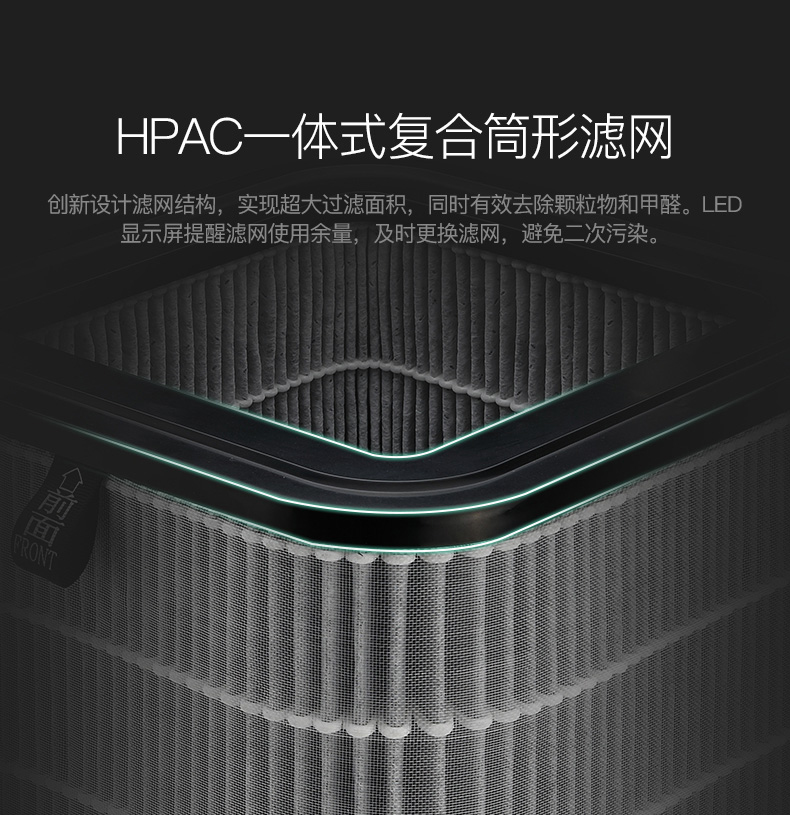 HPAC一体式复合筒形滤网
创新设计滤网结构，实现超大过滤面积，同时有效去除颗粒物和甲醛。LED
显示屏提醒滤网使用余量，及时更换滤网，避免二次污染。
前面
FRONT